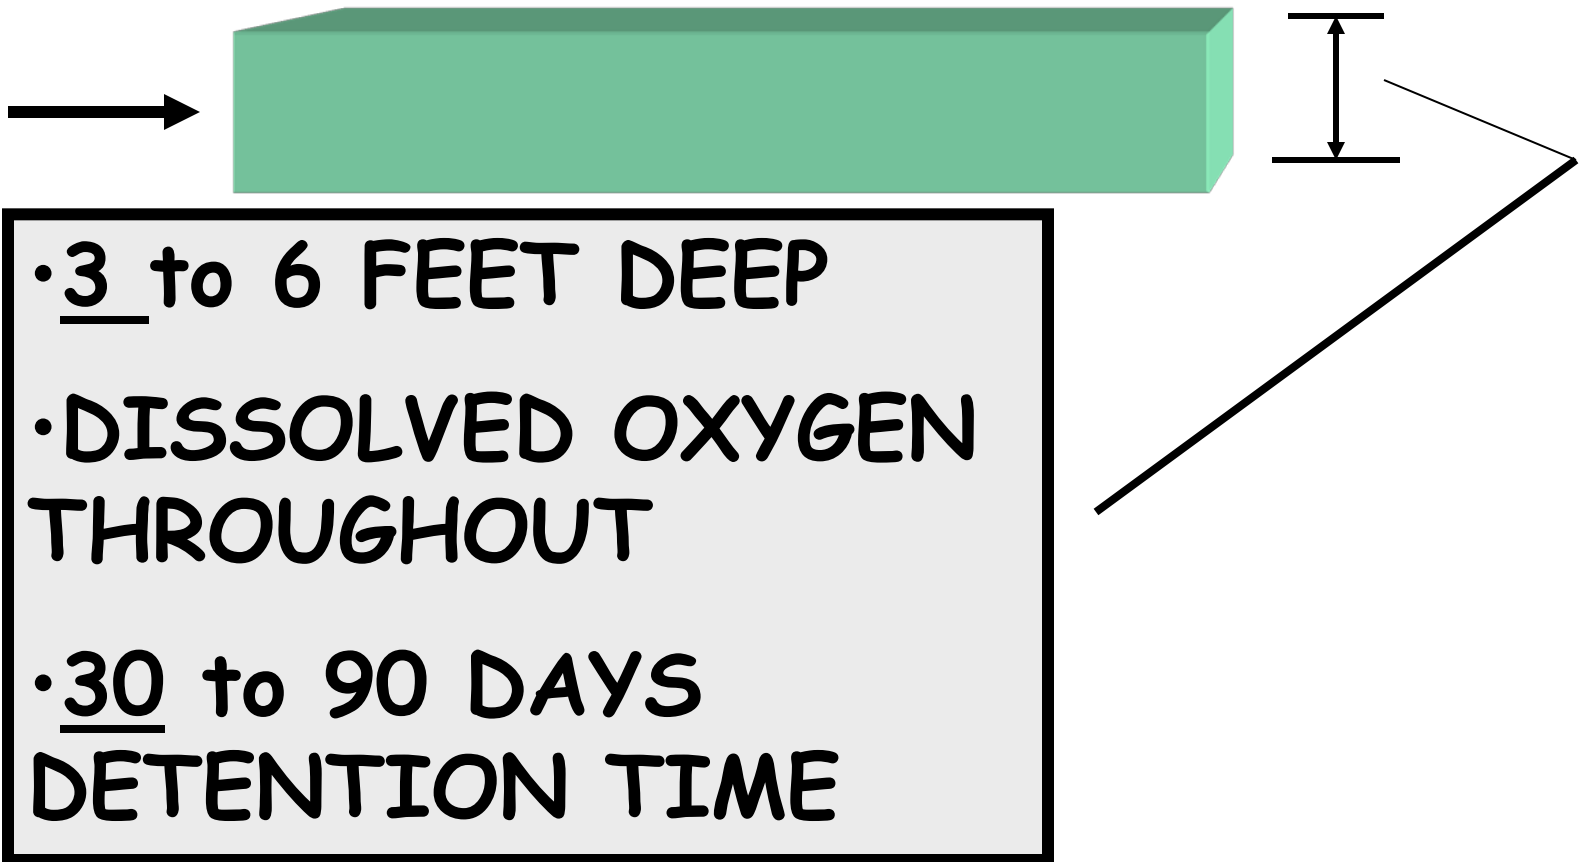 •3 to 6 FEET DEEP
•DISSOLVED OXYGEN
THROUGHOUT
•30 to 90 DAYS
DETENTION TIME